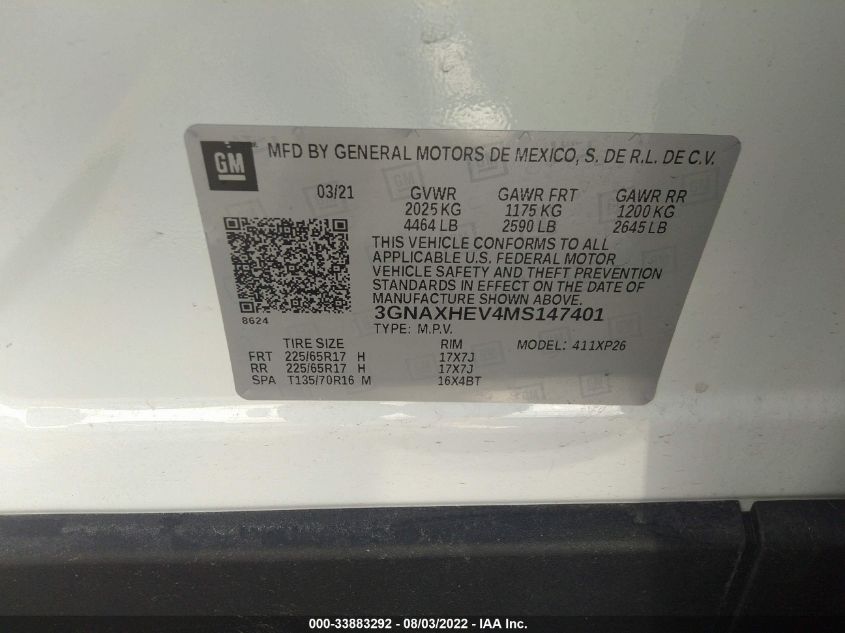 GM MFD BY GENERAL MOTORS DE MEXICO, S. DE R.L. DE C.V.
03/21 GVWR GAWR FRT GAWR RR
2025 KG 1175 KG 1200 KG
4464 LB 2590 LB 2645 LB
THIS VEHICLE CONFORMS TO ALL
APPLICABLE U.S. FEDERAL MOTOR
VEHICLE SAFETY AND THEFT PREVENTION
STANDARDS IN EFFECT ON THE DATE OF
MANUFACTURE SHOWN ABOVE.
3GNAXHEV4MS147401
8624
TYPE: M.P.V.
TIRE SIZE RIM MODEL: 411XP26
FRT 225/65R17 H 17X7J
RR 225/65R17 H 17X7J
SPA T135/70R16 M 16X4BT
000-33883292 - 08/03/2022 - IAA Inc.